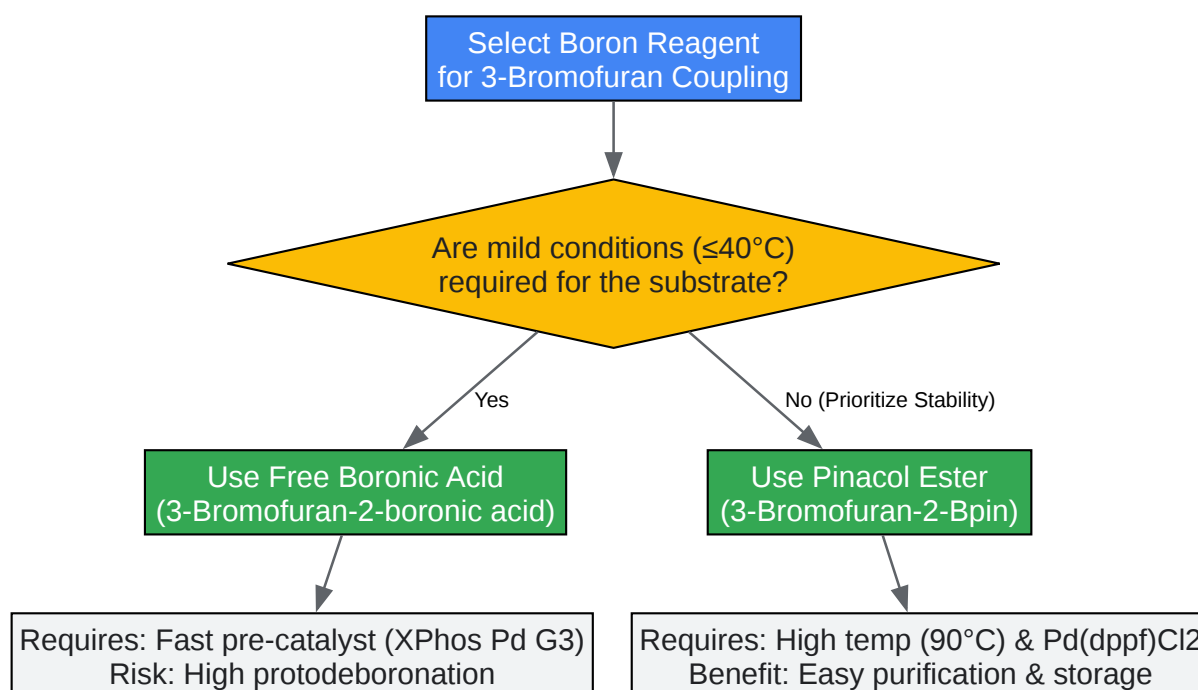 Select Boron Reagent
for 3-Bromofuran Coupling
Are mild conditions (≤40°C)
required for the substrate?
Yes
No (Prioritize Stability)
Use Free Boronic Acid
(3-Bromofuran-2-boronic acid)
Use Pinacol Ester
(3-Bromofuran-2-Bpin)
Requires: Fast pre-catalyst (XPhos Pd G3)
Risk: High protodeboronation
Requires: High temp (90°C) & Pd(dppf)Cl2
Benefit: Easy purification & storage